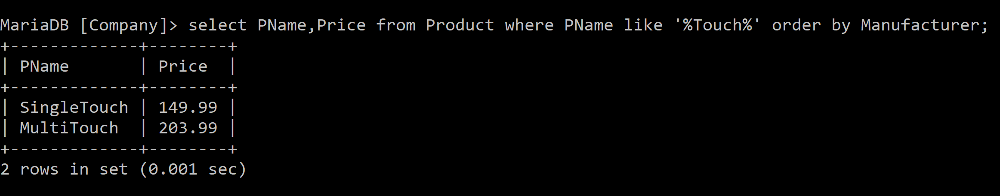 MariaDB [Company]> select PName,Price from Product where PName like '%Touch%' order by Manufacturer;
+-------------+--------+
| PName       | Price  |
+-------------+--------+
| SingleTouch | 149.99 |
| MultiTouch  | 203.99 |
+-------------+--------+
2 rows in set (0.001 sec)